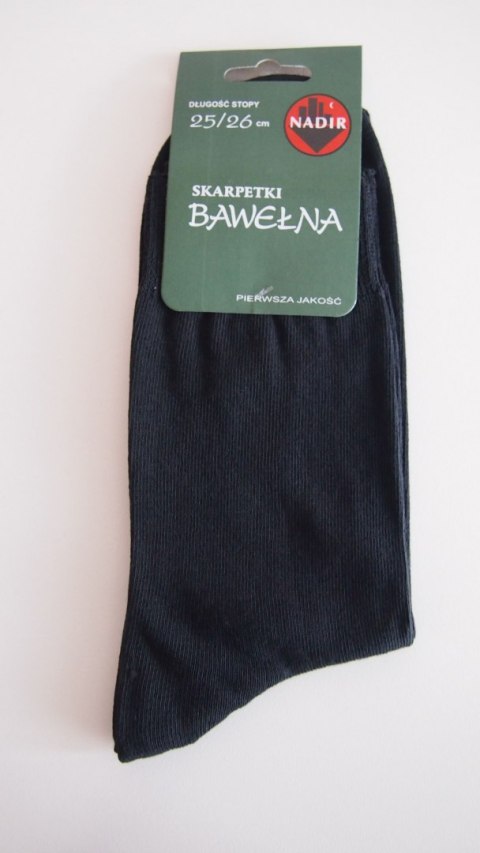 DŁUGOŚĆ STOPY
25/26 cm
NADIR
SKARPETKI
BAWEŁNA
PIERWSZA JAKOŚĆ